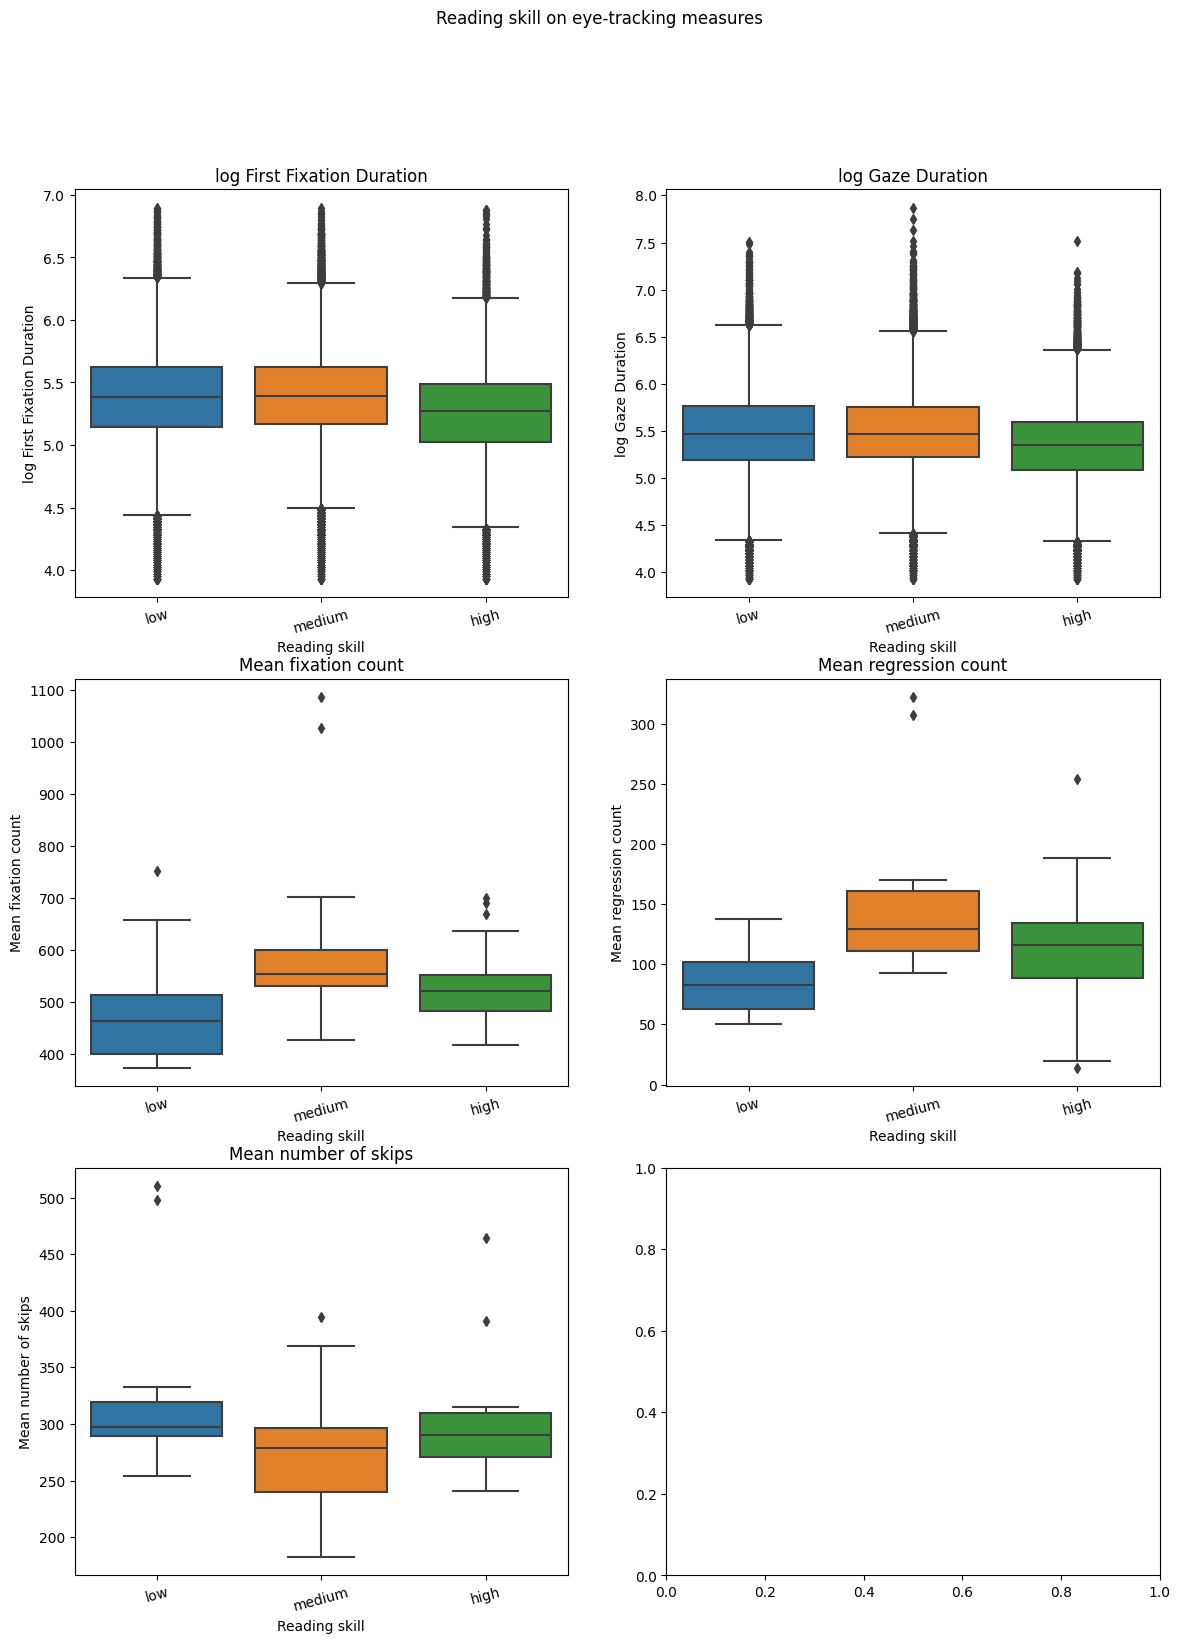 Reading skill on eye-tracking measures
log First Fixation Duration
7.0
6.5
6.0
5.5
5.0
4.5
4.0
log First Fixation Duration
low
medium
high
Reading skill
log Gaze Duration
8.0
7.5
7.0
6.5
6.0
5.5
5.0
4.5
4.0
log Gaze Duration
low
medium
high
Reading skill
Mean fixation count
1100
1000
900
800
700
600
500
400
Mean fixation count
low
medium
high
Reading skill
Mean regression count
300
250
200
150
100
50
0
Mean regression count
low
medium
high
Reading skill
Mean number of skips
500
450
400
350
300
250
200
Mean number of skips
low
medium
high
Reading skill
1.0
0.8
0.6
0.4
0.2
0.0
0.0 0.2 0.4 0.6 0.8 1.0